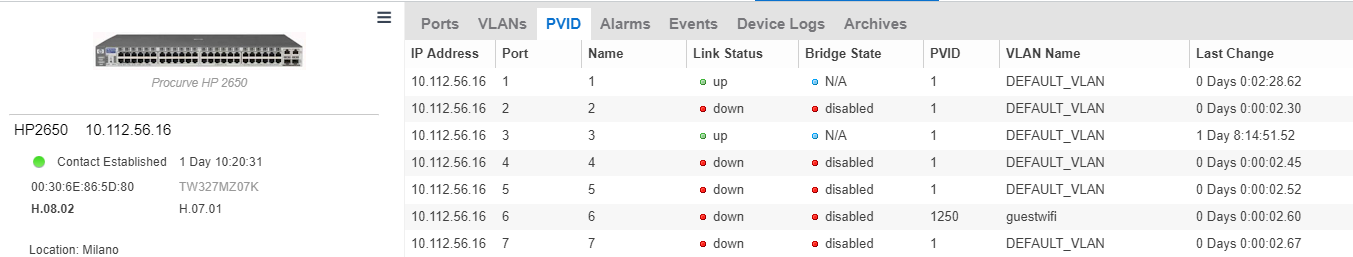 Procurve HP 2650
HP2650 10.112.56.16
Contact Established 1 Day 10:20:31
00:30:6E:86:5D:80 TW327MZ07K
H.08.02 H.07.01
Location: Milano
Ports VLANs PVID Alarms Events Device Logs Archives
IP Address Port Name Link Status Bridge State PVID VLAN Name Last Change
10.112.56.16 1 1 up N/A 1 DEFAULT_VLAN 0 Days 0:02:28.62
10.112.56.16 2 2 down disabled 1 DEFAULT_VLAN 0 Days 0:00:02.30
10.112.56.16 3 3 up N/A 1 DEFAULT_VLAN 1 Day 8:14:51.52
10.112.56.16 4 4 down disabled 1 DEFAULT_VLAN 0 Days 0:00:02.45
10.112.56.16 5 5 down disabled 1 DEFAULT_VLAN 0 Days 0:00:02.52
10.112.56.16 6 6 down disabled 1250 guestwifi 0 Days 0:00:02.60
10.112.56.16 7 7 down disabled 1 DEFAULT_VLAN 0 Days 0:00:02.67